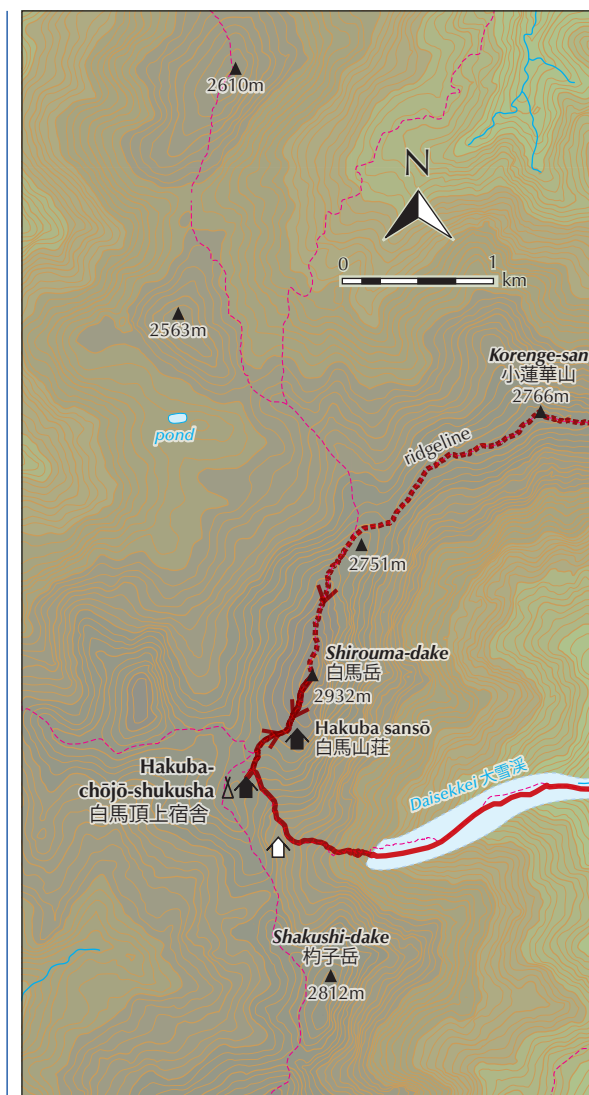 2610m
N
0 1
km
2563m
Korenge-san
小蓮華山
2766m
pond
ridgeline
2751m
Shirouma-dake
白馬岳
2932m
Hakuba sansō
白馬山荘
Hakuba-
chōjō-shukusha
白馬頂上宿舎
Daisekkei 大雪渓
Shakushi-dake
杓子岳
2812m